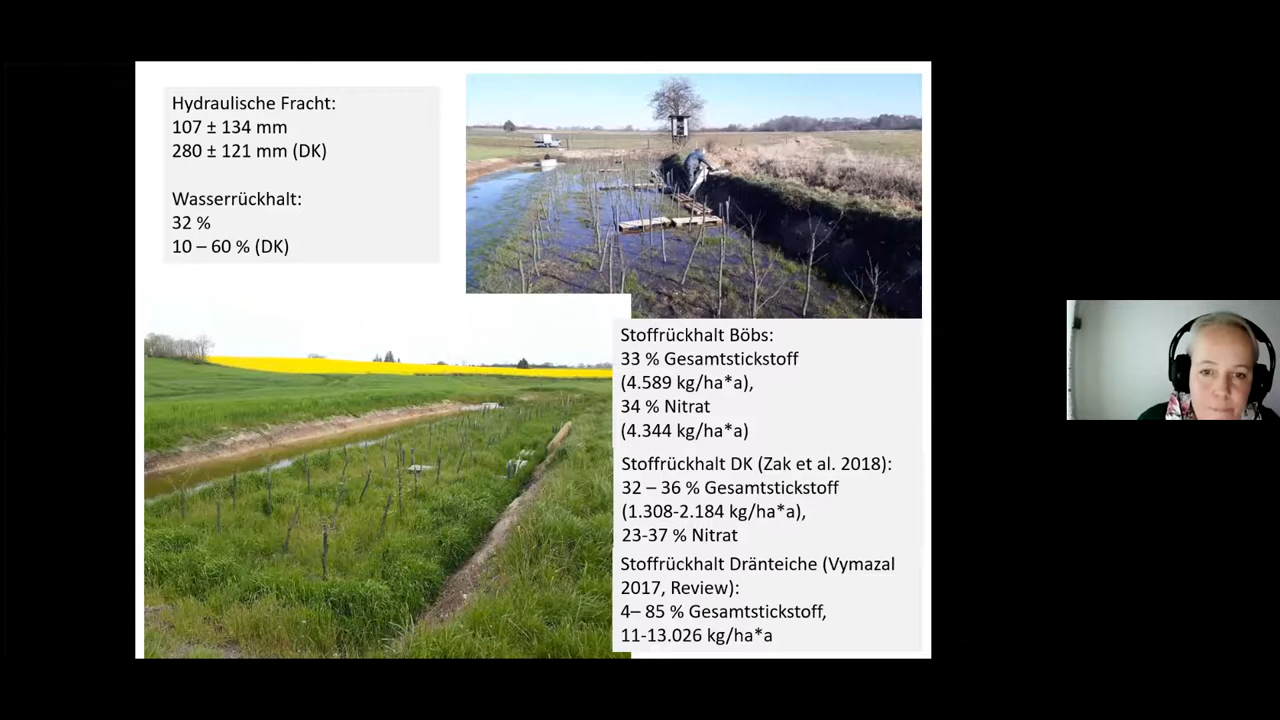 Hydraulische Fracht:
107 ± 134 mm
280 ± 121 mm (DK)
Wasserrückhalt:
32 %
10 – 60 % (DK)
Stoffrückhalt Böbs:
33 % Gesamtstickstoff
(4.589 kg/ha*a),
34 % Nitrat
(4.344 kg/ha*a)
Stoffrückhalt DK (Zak et al. 2018):
32 – 36 % Gesamtstickstoff
(1.308-2.184 kg/ha*a),
23-37 % Nitrat
Stoffrückhalt Dränteiche (Vymazal
2017, Review):
4– 85 % Gesamtstickstoff,
11-13.026 kg/ha*a